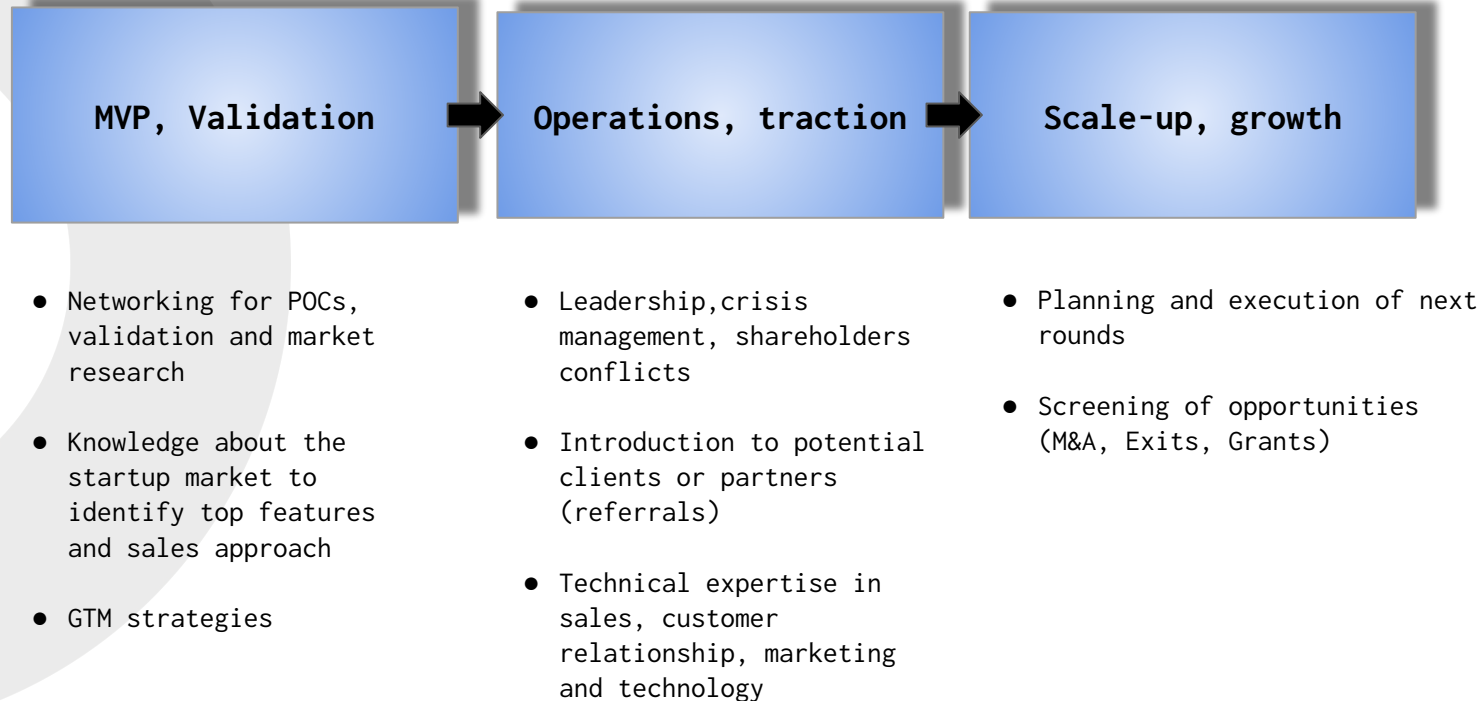 MVP, Validation
Operations, traction
Scale-up, growth
● Networking for POCs,
validation and market
research
● Knowledge about the
startup market to
identify top features
and sales approach
● GTM strategies
● Leadership,crisis
management, shareholders
conflicts
● Introduction to potential
clients or partners
(referrals)
● Technical expertise in
sales, customer
relationship, marketing
and technology
● Planning and execution of next
rounds
● Screening of opportunities
(M&A, Exits, Grants)